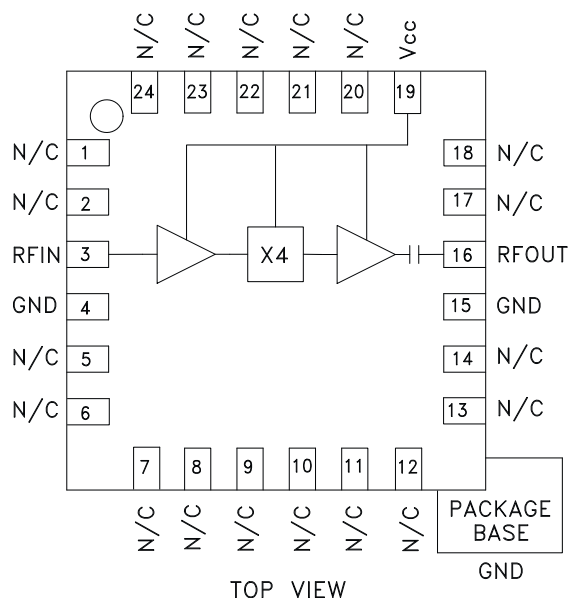 N/C N/C N/C N/C N/C Vcc
24 23 22 21 20 19
N/C 1 18 N/C
N/C 2 17 N/C
RFIN 3 X4 16 RFOUT
GND 4 15 GND
N/C 5 14 N/C
N/C 6 13 N/C
7 8 9 10 11 12
N/C N/C N/C N/C N/C N/C
PACKAGE
BASE
GND
TOP VIEW